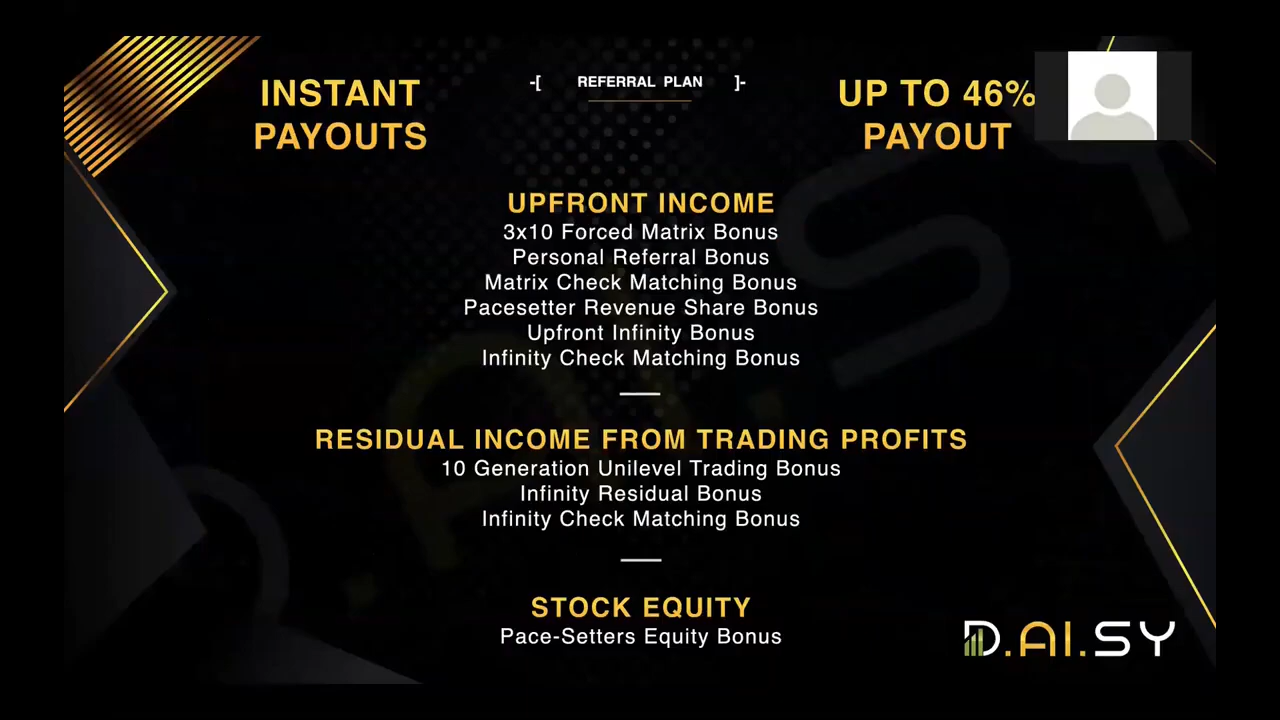 INSTANT
PAYOUTS
-[ REFERRAL PLAN ]-
UP TO 46%
PAYOUT
UPFRONT INCOME
3x10 Forced Matrix Bonus
Personal Referral Bonus
Matrix Check Matching Bonus
Pacesetter Revenue Share Bonus
Upfront Infinity Bonus
Infinity Check Matching Bonus
RESIDUAL INCOME FROM TRADING PROFITS
10 Generation Unilevel Trading Bonus
Infinity Residual Bonus
Infinity Check Matching Bonus
STOCK EQUITY
Pace-Setters Equity Bonus
D.AI.SY